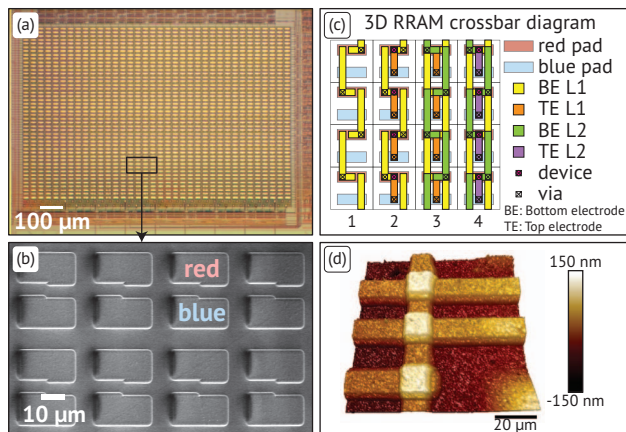 (a)
100 µm
(b)
red
blue
10 µm
(c) 3D RRAM crossbar diagram
red pad
blue pad
BE L1
TE L1
BE L2
TE L2
device
via
BE: Bottom electrode
TE: Top electrode
1 2 3 4
(d)
150 nm
-150 nm
20 µm